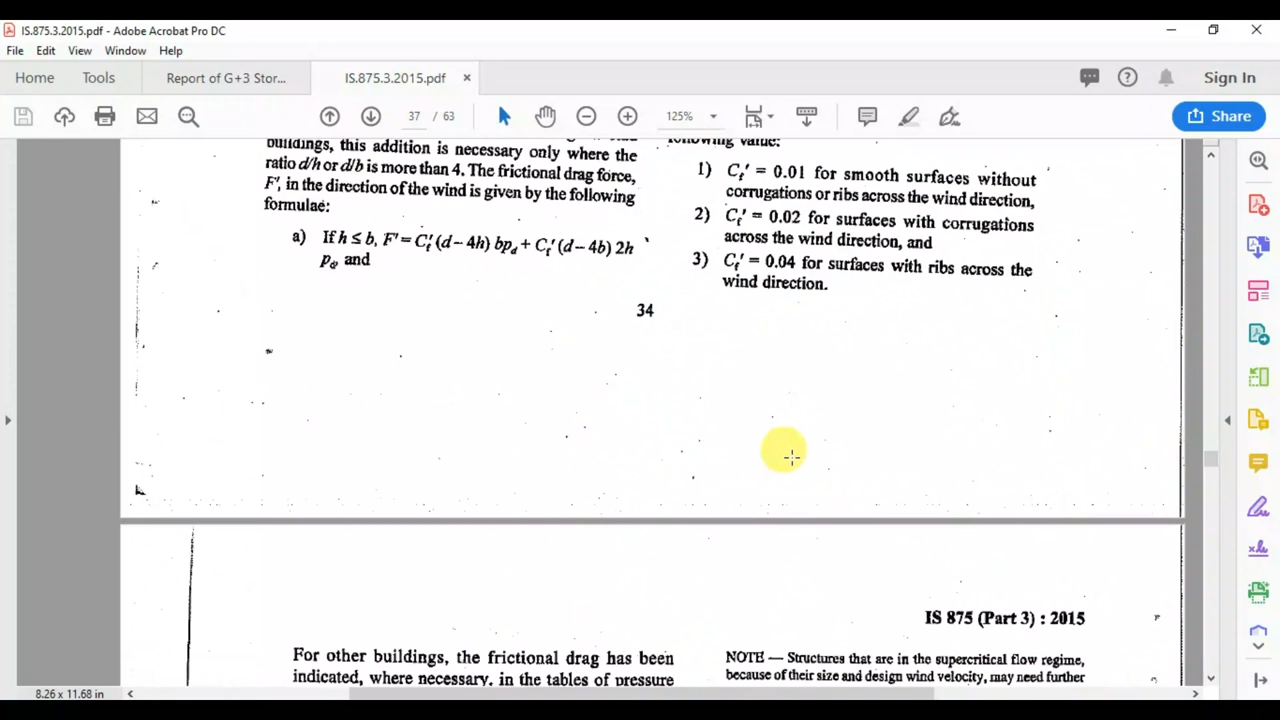 IS.875.3.2015.pdf - Adobe Acrobat Pro DC
File Edit View Window Help
Home Tools Report of G+3 Stor... IS.875.3.2015.pdf ×
? Sign In
37 / 63 125% Share
buildings, this addition is necessary only where the
ratio d/h or d/b is more than 4. The frictional drag force,
F', in the direction of the wind is given by the following
formulae:
a) If h ≤ b, F' = Cf' (d – 4h) bpd + Cf' (d – 4b) 2h
pd, and
following value:
1) Cf' = 0.01 for smooth surfaces without
corrugations or ribs across the wind direction,
2) Cf' = 0.02 for surfaces with corrugations
across the wind direction, and
3) Cf' = 0.04 for surfaces with ribs across the
wind direction.
34
IS 875 (Part 3) : 2015
For other buildings, the frictional drag has been
indicated, where necessary, in the tables of pressure
NOTE — Structures that are in the supercritical flow regime,
because of their size and design wind velocity, may need further
8.26 x 11.68 in